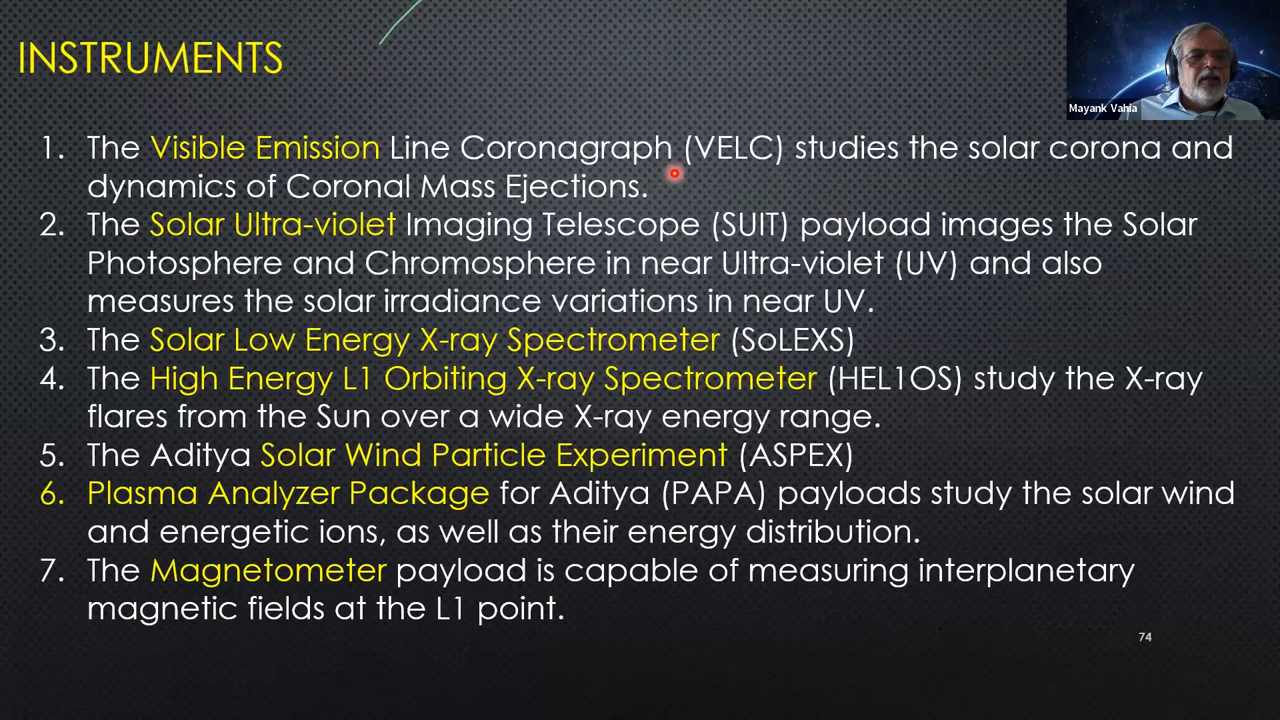 INSTRUMENTS
Mayank Vahia
1. The Visible Emission Line Coronagraph (VELC) studies the solar corona and
dynamics of Coronal Mass Ejections.
2. The Solar Ultra-violet Imaging Telescope (SUIT) payload images the Solar
Photosphere and Chromosphere in near Ultra-violet (UV) and also
measures the solar irradiance variations in near UV.
3. The Solar Low Energy X-ray Spectrometer (SoLEXS)
4. The High Energy L1 Orbiting X-ray Spectrometer (HEL1OS) study the X-ray
flares from the Sun over a wide X-ray energy range.
5. The Aditya Solar Wind Particle Experiment (ASPEX)
6. Plasma Analyzer Package for Aditya (PAPA) payloads study the solar wind
and energetic ions, as well as their energy distribution.
7. The Magnetometer payload is capable of measuring interplanetary
magnetic fields at the L1 point.
74